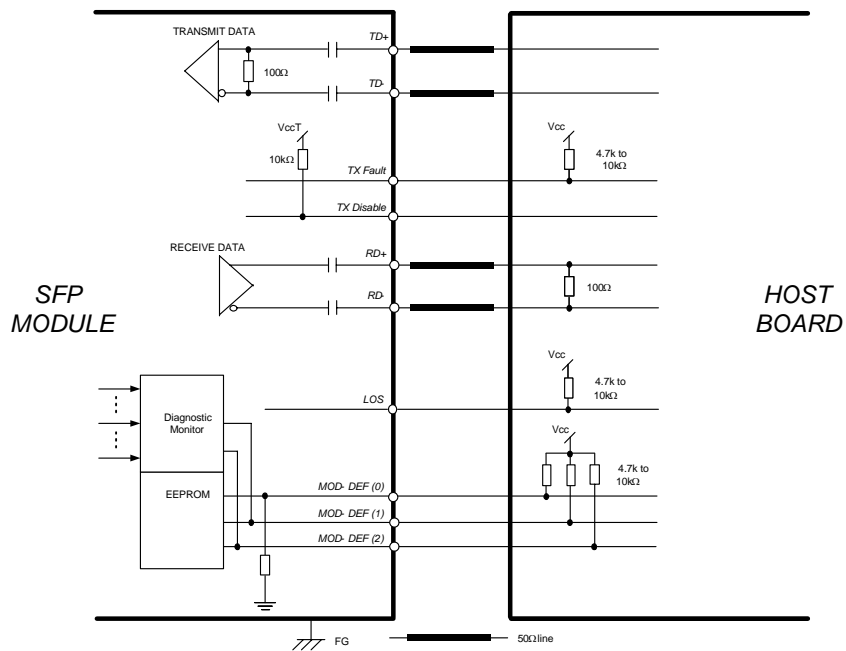 TRANSMIT DATA
TD+
100Ω
TD-
VccT
10kΩ
TX Fault
TX Disable
Vcc
4.7k to
10kΩ
RECEIVE DATA
RD+
RD-
100Ω
SFP
MODULE
HOST
BOARD
Vcc
4.7k to
10kΩ
LOS
Diagnostic
Monitor
Vcc
4.7k to
10kΩ
EEPROM
MOD- DEF (0)
MOD- DEF (1)
MOD- DEF (2)
FG
50Ωline